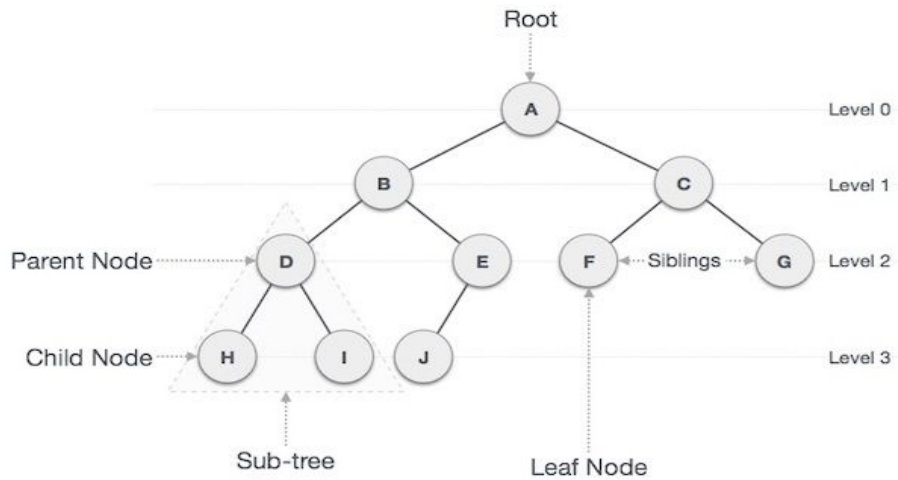 Root
A
Level 0
B
C
Level 1
Parent Node
D
E
F
Siblings
G
Level 2
Child Node
H
I
J
Level 3
Sub-tree
Leaf Node